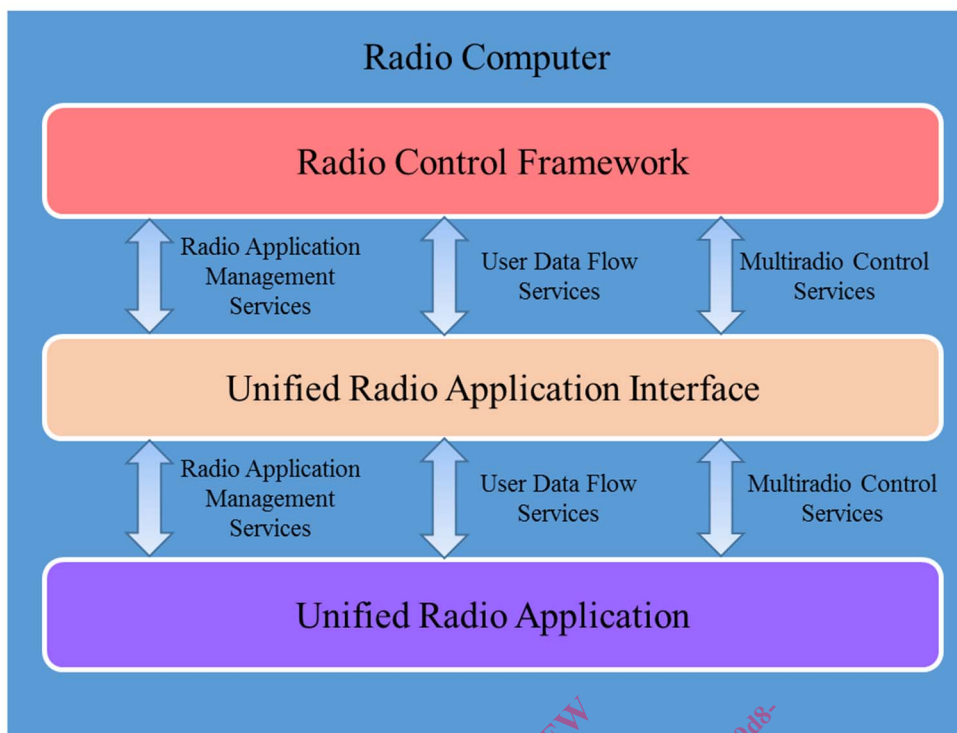 Radio Computer
Radio Control Framework
Radio Application
Management
Services
User Data Flow
Services
Multiradio Control
Services
Unified Radio Application Interface
Radio Application
Management
Services
User Data Flow
Services
Multiradio Control
Services
Unified Radio Application